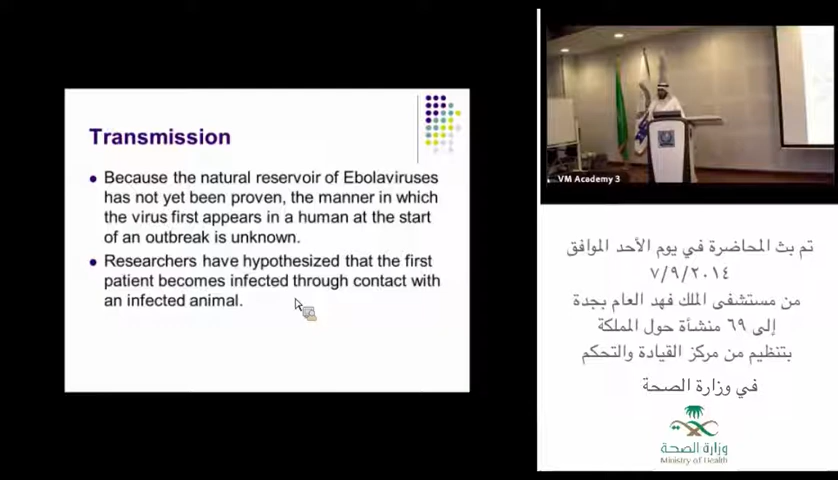 Transmission
Because the natural reservoir of Ebolaviruses
has not yet been proven, the manner in which
the virus first appears in a human at the start
of an outbreak is unknown.
Researchers have hypothesized that the first
patient becomes infected through contact with
an infected animal.
VM Academy 3
تم بث المحاضرة في يوم الأحد الموافق
٧/٩/٢٠١٤
من مستشفى الملك فهد العام بجدة
إلى ٦٩ منشأة حول المملكة
بتنظيم من مركز القيادة والتحكم
في وزارة الصحة
وزارة الصحة
Ministry of Health